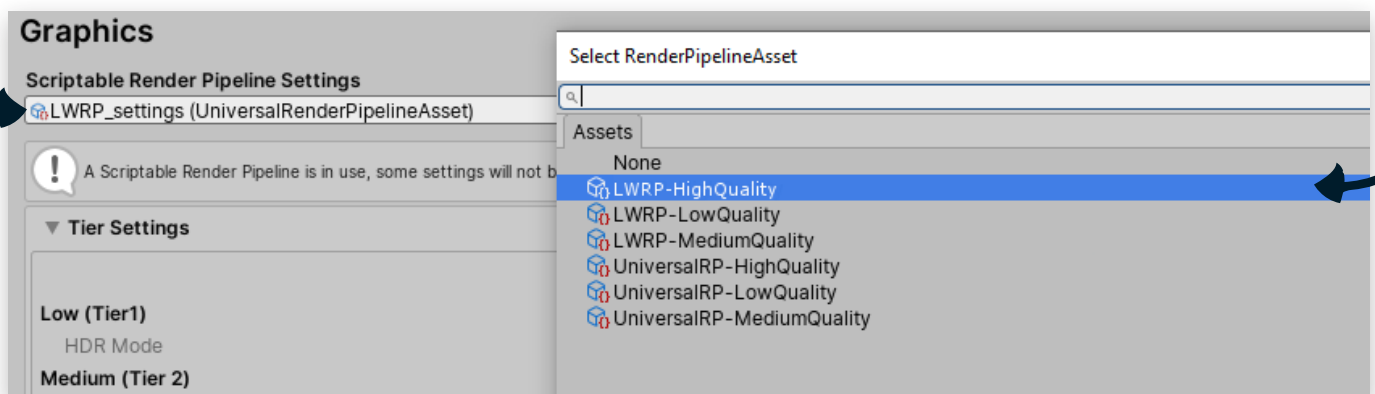 Graphics
Scriptable Render Pipeline Settings
LWRP_settings (UniversalRenderPipelineAsset)
A Scriptable Render Pipeline is in use, some settings will not b
Tier Settings
Low (Tier1)
HDR Mode
Medium (Tier 2)
Select RenderPipelineAsset
Assets
None
LWRP-HighQuality
LWRP-LowQuality
LWRP-MediumQuality
UniversalRP-HighQuality
UniversalRP-LowQuality
UniversalRP-MediumQuality